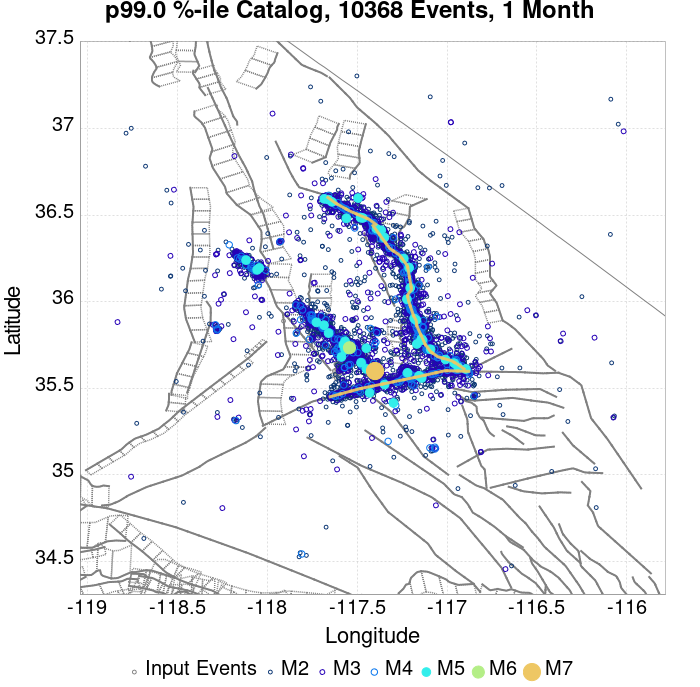 p99.0 %-ile Catalog, 10368 Events, 1 Month
37.5
37
36.5
36
35.5
35
34.5
Latitude
-119 -118.5 -118 -117.5 -117 -116.5 -116
Longitude
Input Events M2 M3 M4 M5 M6 M7